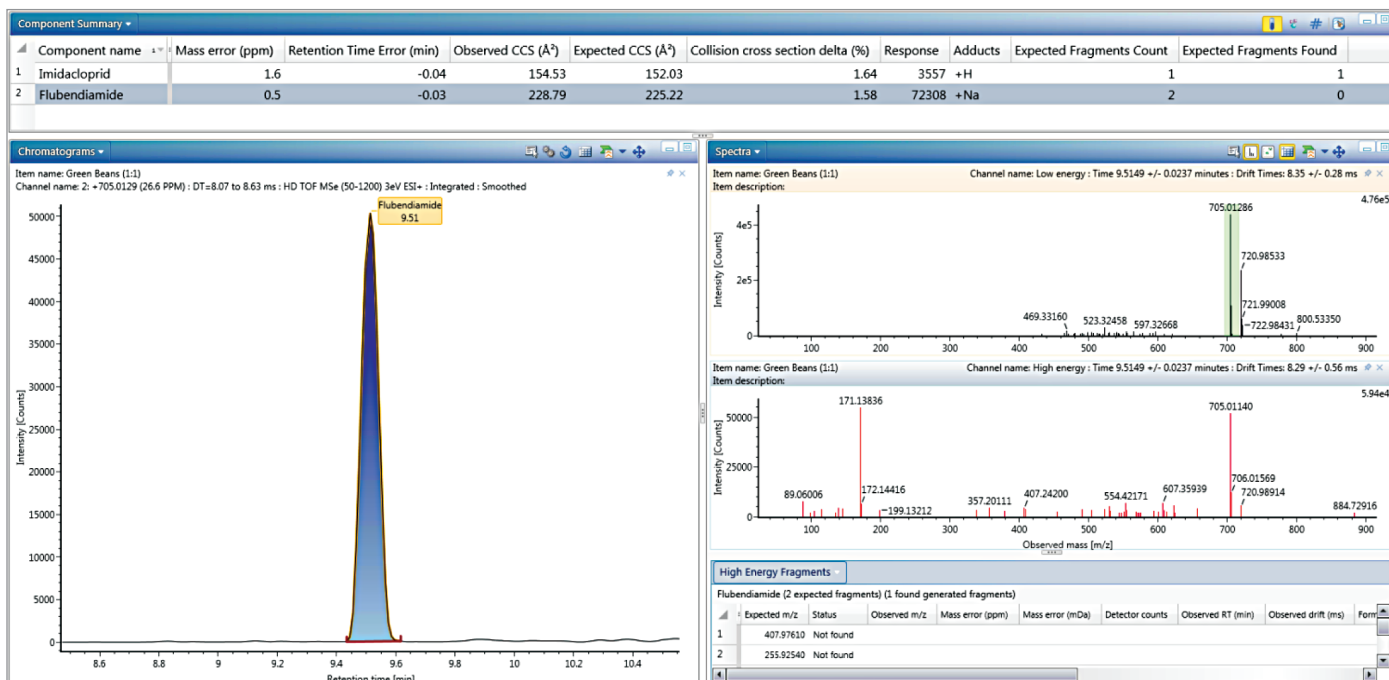 Component Summary
Component name Mass error (ppm) Retention Time Error (min) Observed CCS (Å²) Expected CCS (Å²) Collision cross section delta (%) Response Adducts Expected Fragments Count Expected Fragments Found
1 Imidacloprid 1.6 -0.04 154.53 152.03 1.64 3557 +H 1 1
2 Flubendiamide 0.5 -0.03 228.79 225.22 1.58 72308 +Na 2 0
Chromatograms
Item name: Green Beans (1:1)
Channel name: 2: +705.0129 (26.6 PPM) : DT=8.07 to 8.63 ms : HD TOF MSe (50-1200) 3eV ESI+ : Integrated : Smoothed
Flubendiamide
9.51
50000
45000
40000
35000
30000
25000
20000
15000
10000
5000
0
Intensity [Counts]
8.6 8.8 9 9.2 9.4 9.6 9.8 10 10.2 10.4
Retention time [min]
Spectra
Item name: Green Beans (1:1) Channel name: Low energy : Time 9.5149 +/- 0.0237 minutes : Drift Times: 8.35 +/- 0.28 ms
Item description:
4.76e5
705.01286
4e5
720.98533
2e5
721.99008
469.33160 523.32458 597.32668 722.98431 800.53350
0
Intensity [Counts]
100 200 300 400 500 600 700 800 900
Item name: Green Beans (1:1) Channel name: High energy : Time 9.5149 +/- 0.0237 minutes : Drift Times: 8.29 +/- 0.56 ms
Item description:
5.94e4
171.13836 705.01140
50000
25000
706.01569
89.06006 172.14416 357.20111 407.24200 554.42171 607.35939 720.98914
199.13212 884.72916
0
Intensity [Counts]
100 200 300 400 500 600 700 800 900
Observed mass [m/z]
High Energy Fragments
Flubendiamide (2 expected fragments) (1 found generated fragments)
Expected m/z Status Observed m/z Mass error (ppm) Mass error (mDa) Detector counts Observed RT (min) Observed drift (ms) Form
1 407.97610 Not found
2 255.92540 Not found